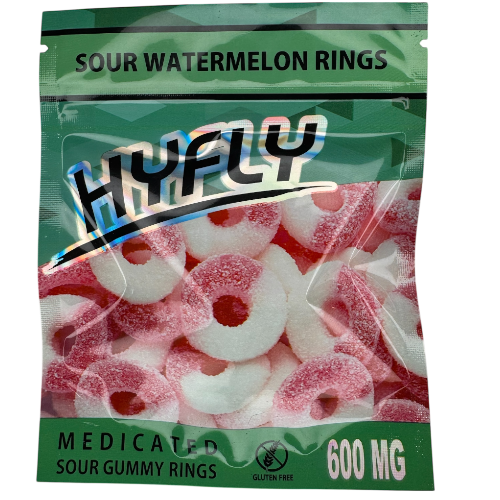 SOUR WATERMELON RINGS
HYFLY
MEDICATED
SOUR GUMMY RINGS
GLUTEN FREE
600 MG